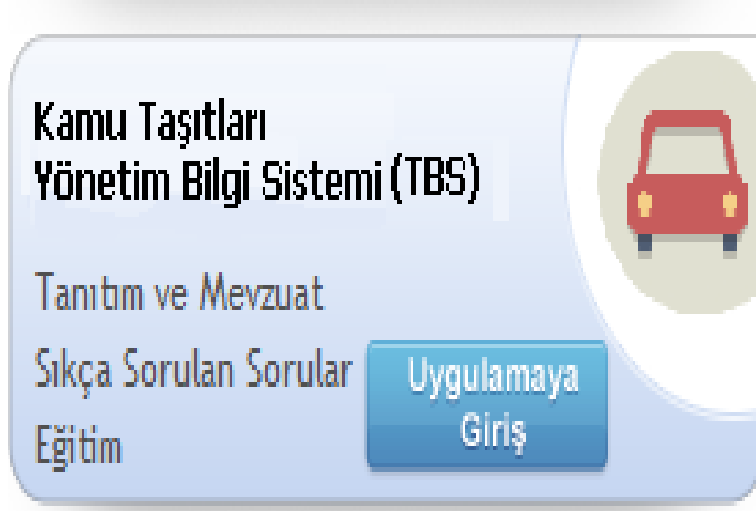 Kamu Taşıtları
Yönetim Bilgi Sistemi (TBS)
Tanıtım ve Mevzuat
Sıkça Sorulan Sorular
Eğitim
Uygulamaya
Giriş